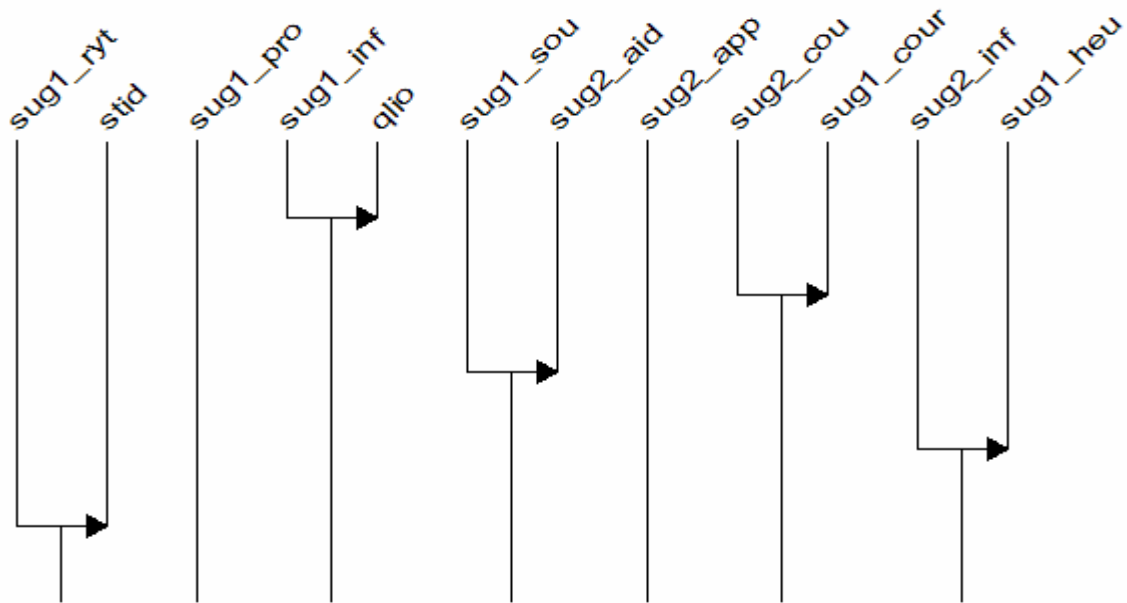 sug1_ryt
stid
sug1_pro
sug1_inf
qlio
sug1_sou
sug2_aid
sug2_app
sug2_cou
sug1_cour
sug2_inf
sug1_heu